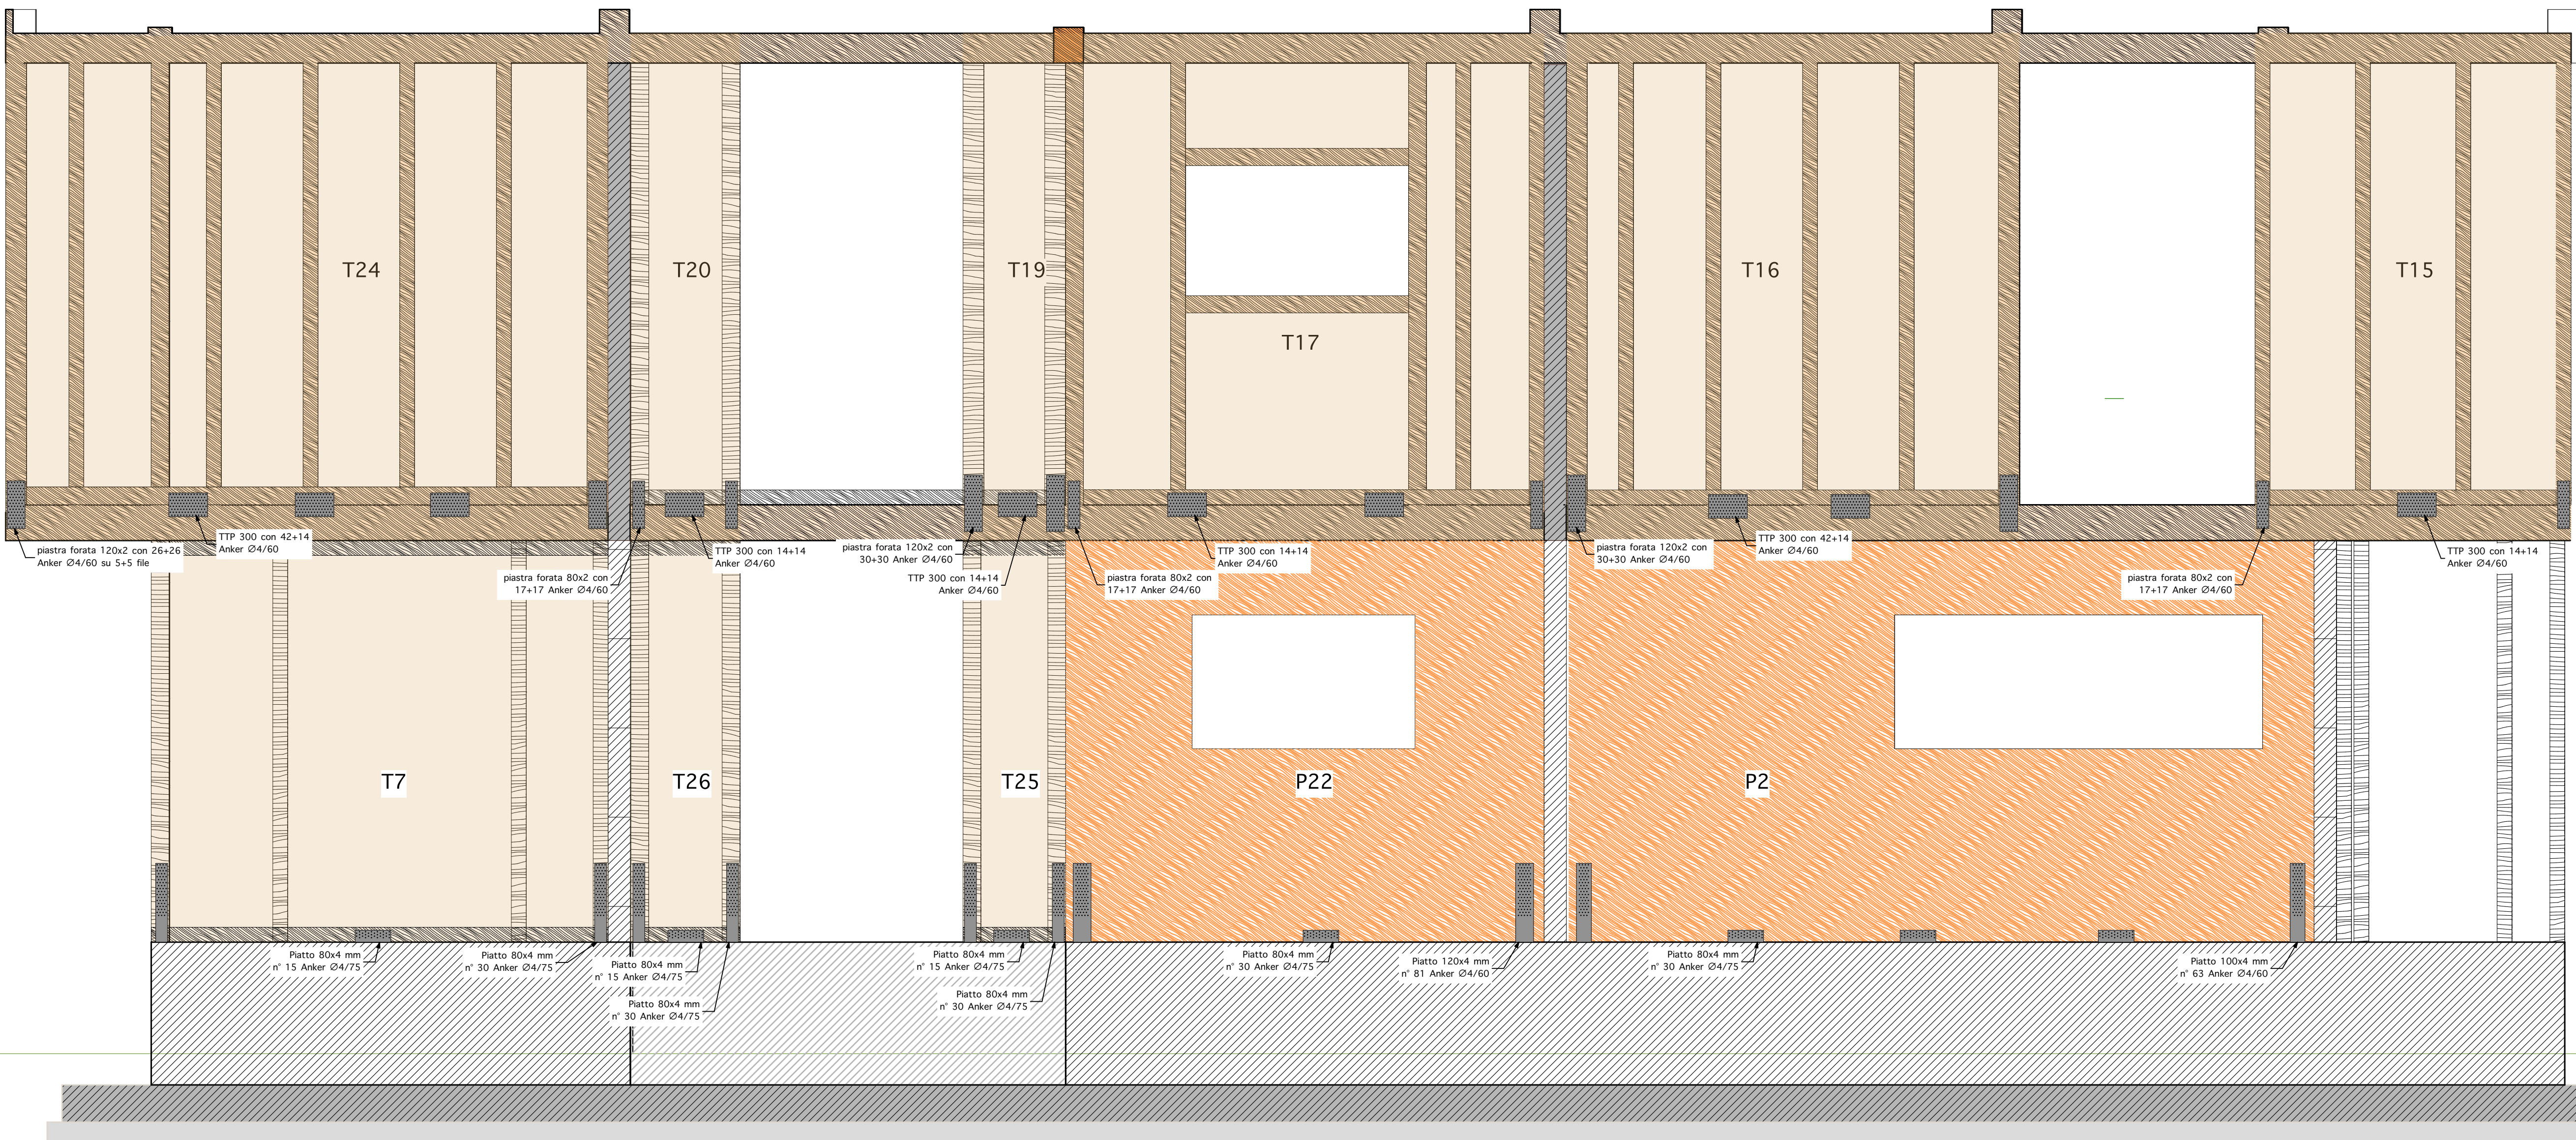 T24
T20
T19
T17
T16
T15
piastra forata 120x2 con 26+26
Anker Ø4/60 su 5+5 file
TTP 300 con 42+14
Anker Ø4/60
piastra forata 80x2 con
17+17 Anker Ø4/60
TTP 300 con 14+14
Anker Ø4/60
piastra forata 120x2 con
30+30 Anker Ø4/60
TTP 300 con 14+14
Anker Ø4/60
piastra forata 80x2 con
17+17 Anker Ø4/60
TTP 300 con 14+14
Anker Ø4/60
piastra forata 120x2 con
30+30 Anker Ø4/60
TTP 300 con 42+14
Anker Ø4/60
piastra forata 80x2 con
17+17 Anker Ø4/60
TTP 300 con 14+14
Anker Ø4/60
T7
T26
T25
P22
P2
Piatto 80x4 mm
n° 15 Anker Ø4/75
Piatto 80x4 mm
n° 30 Anker Ø4/75
Piatto 80x4 mm
n° 15 Anker Ø4/75
Piatto 80x4 mm
n° 30 Anker Ø4/75
Piatto 80x4 mm
n° 15 Anker Ø4/75
Piatto 80x4 mm
n° 30 Anker Ø4/75
Piatto 80x4 mm
n° 30 Anker Ø4/75
Piatto 120x4 mm
n° 81 Anker Ø4/60
Piatto 80x4 mm
n° 30 Anker Ø4/75
Piatto 100x4 mm
n° 63 Anker Ø4/60